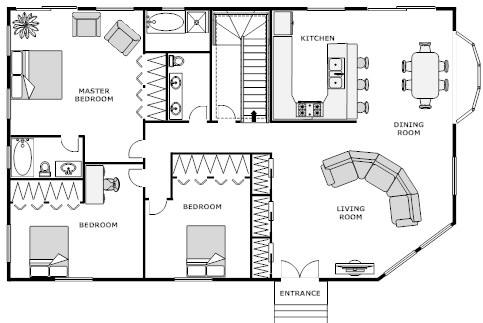 KITCHEN
MASTER
BEDROOM
DINING
ROOM
BEDROOM
BEDROOM
LIVING
ROOM
ENTRANCE